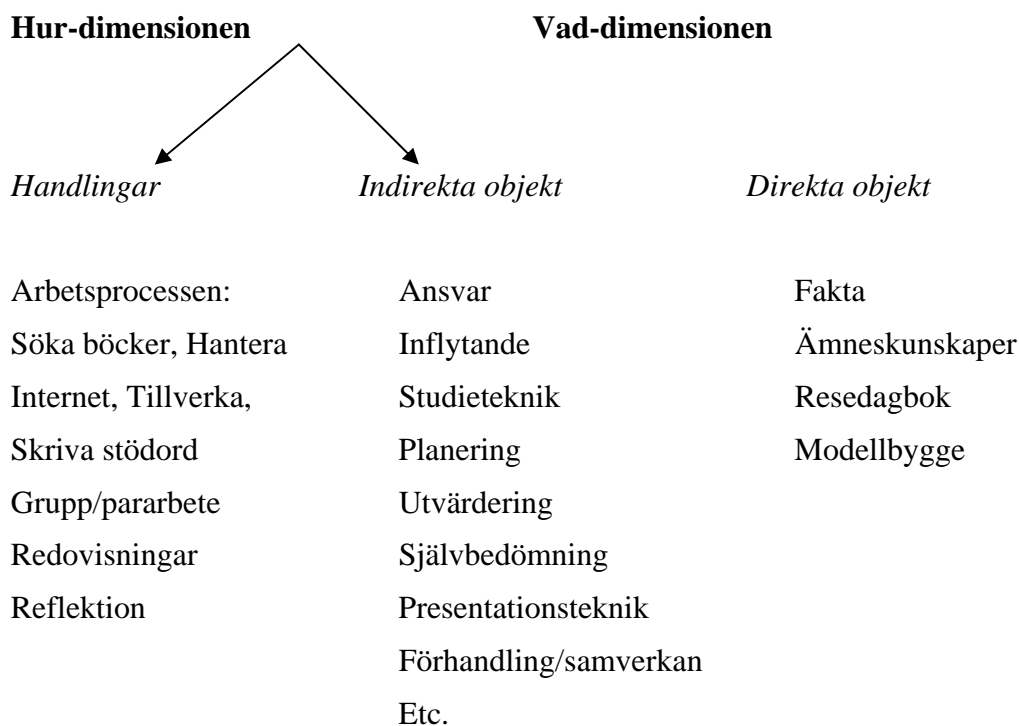 Hur-dimensionen Vad-dimensionen
Handlingar Indirekta objekt Direkta objekt
Arbetsprocessen: Ansvar Fakta
Söka böcker, Hantera Inflytande Ämneskunskaper
Internet, Tillverka, Studieteknik Resedagbok
Skriva stödord Planering Modellbygge
Grupp/pararbete Utvärdering
Redovisningar Självbedömning
Reflektion Presentationsteknik
Förhandling/samverkan
Etc.